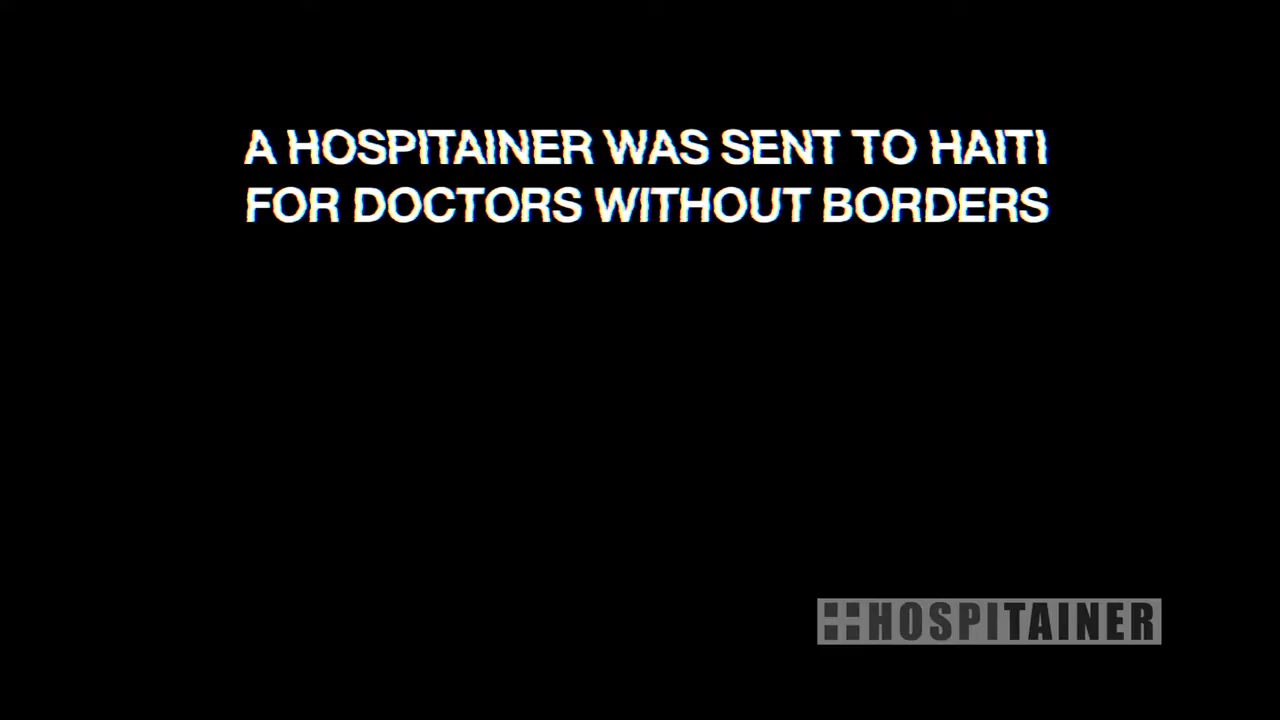 A HOSPITAINER WAS SENT TO HAITI
FOR DOCTORS WITHOUT BORDERS
HOSPITAINER